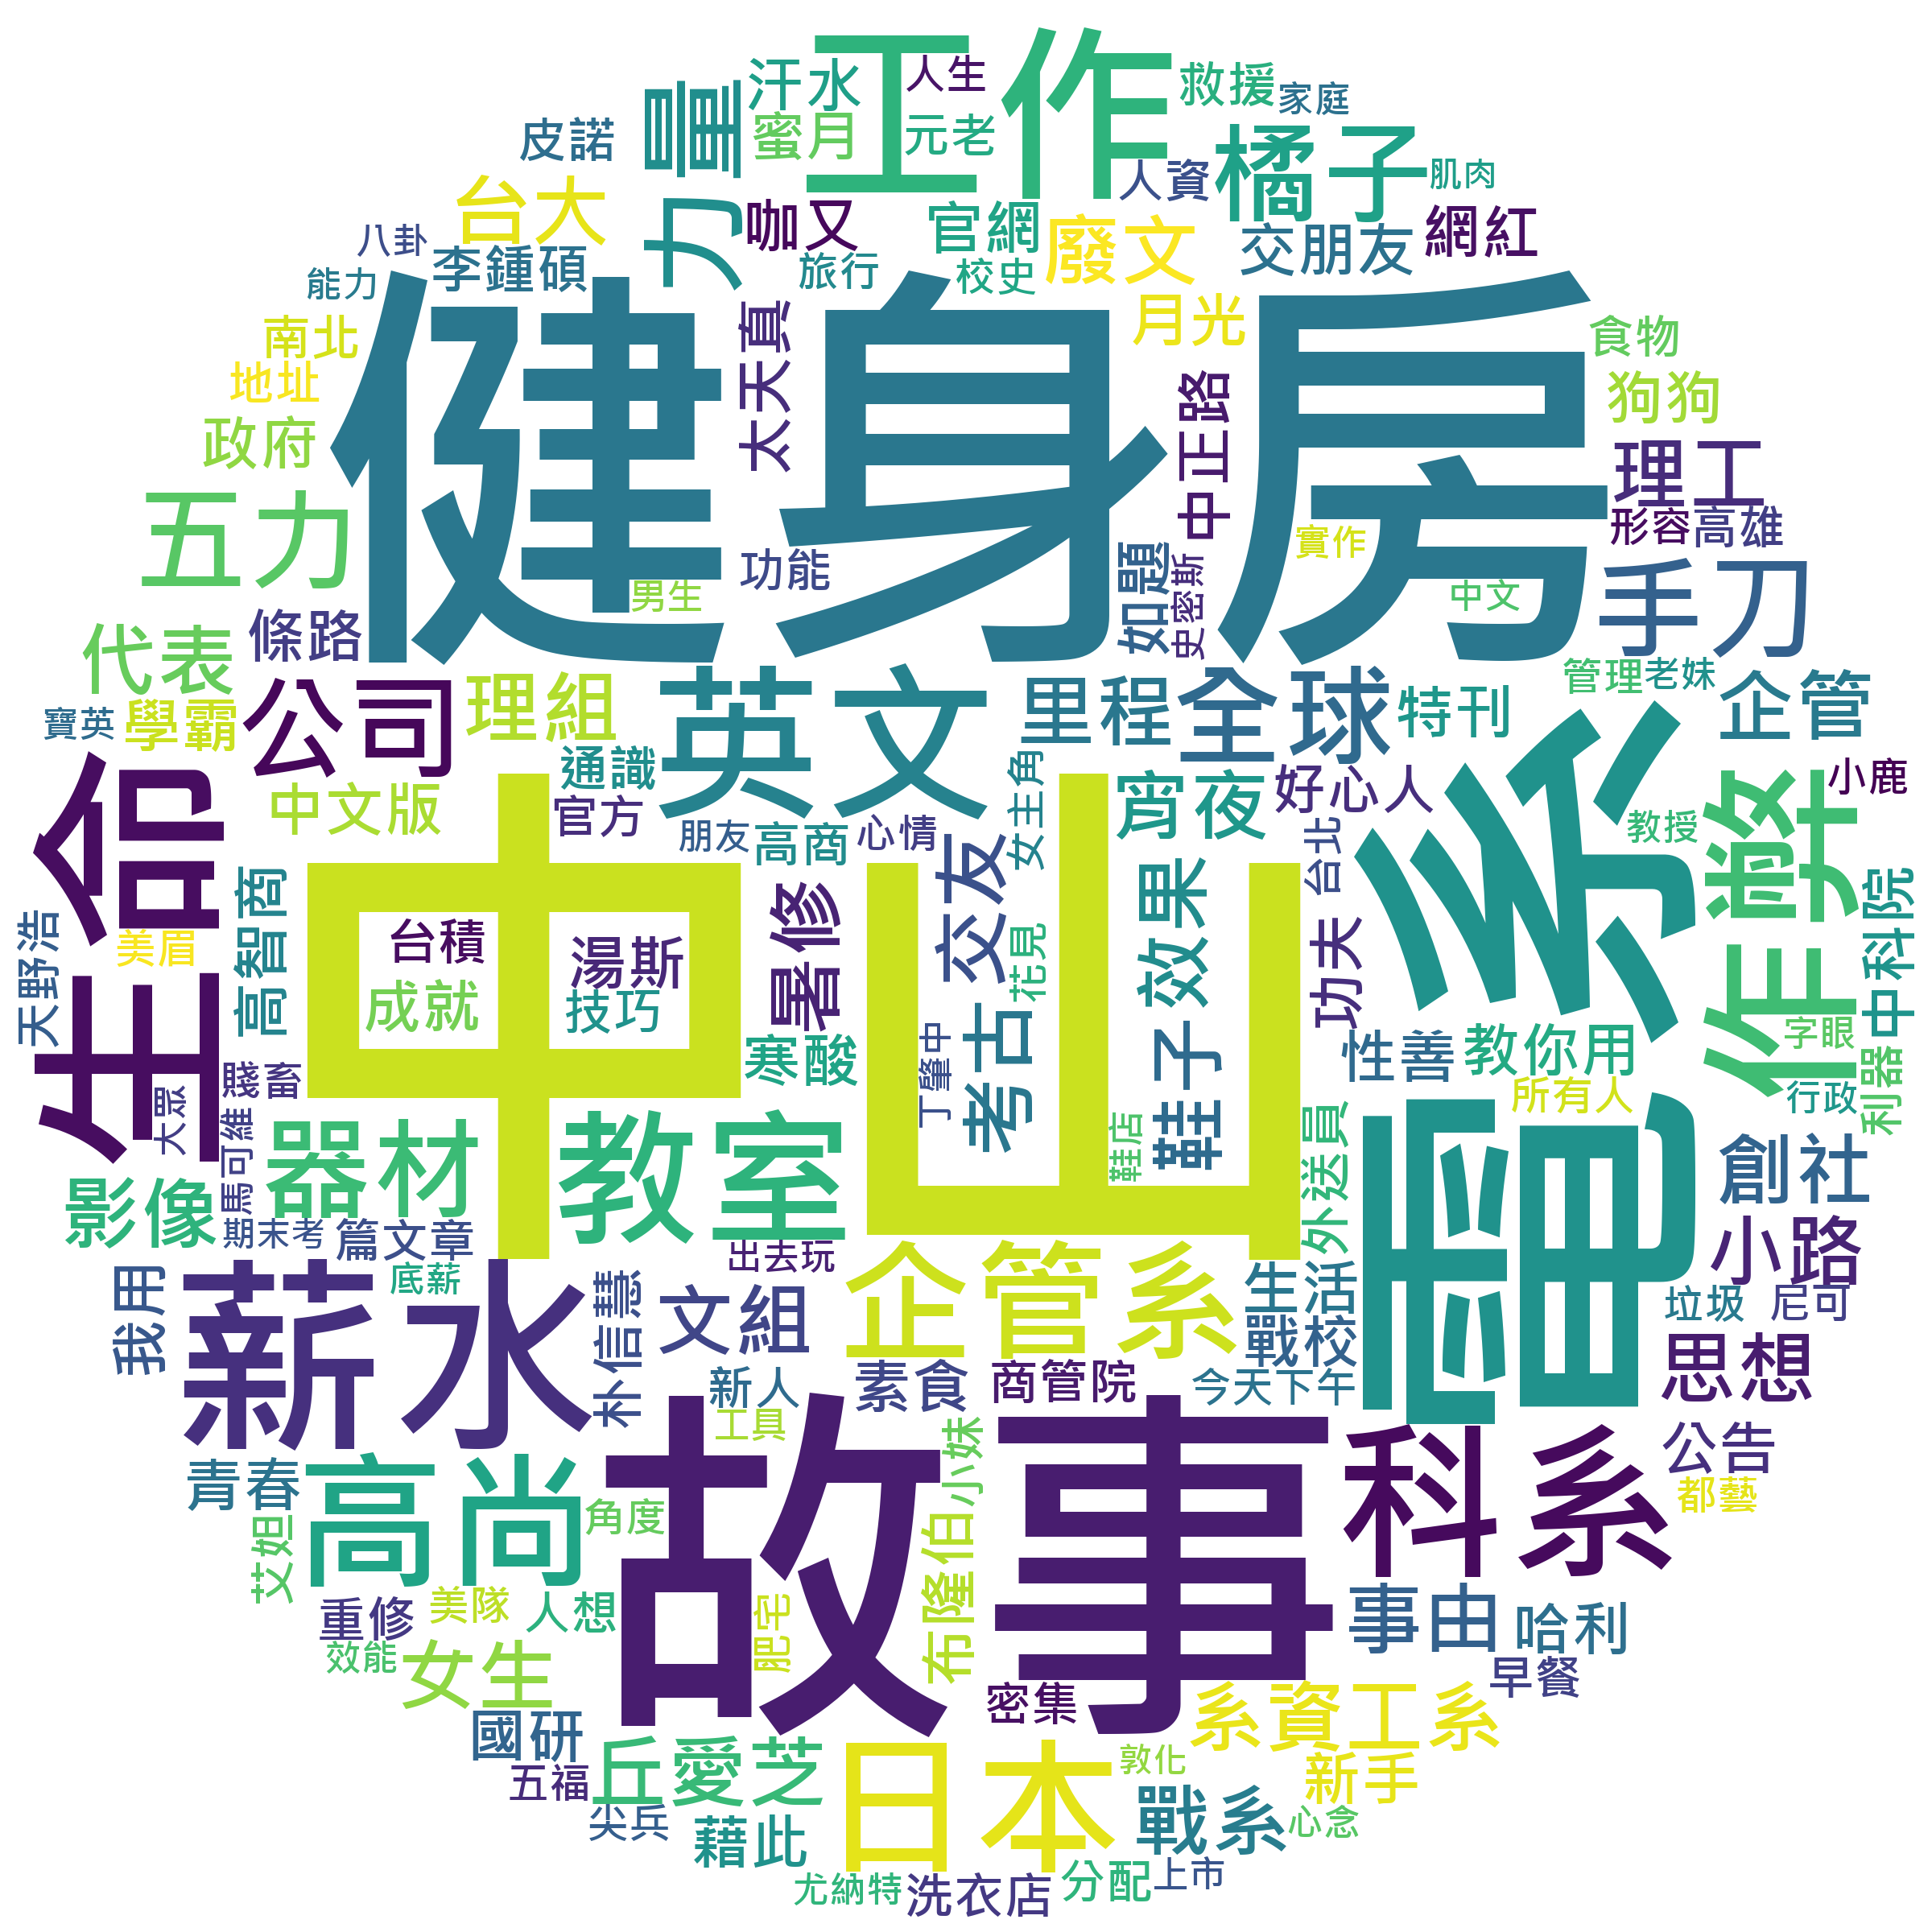 工作
汗水
人生
救援
家庭
蜜月
元老
皮諾
力量
橘子
人資
肌肉
台大
咖又
官網
廢文
交朋友
網紅
八卦
李鍾碩
旅行
校史
能力
健身房
月光
太天真
南北
食物
地址
狗狗
中正路
政府
理工
五力
形容
高雄
實作
功能
如題
史密斯
手刀
男生
中文
條路
代表
管理
老妹
英文
里程
全球
特刊
企管
公司
理組
學霸
寶英
通識
宵夜
好心人
小鹿
女主角
中文版
官方
朋友
高商
心情
教授
台北
生命
電系
作弊
交友
效果
暑修
高智商
中山
台積
湯斯
功夫
中科院
天野浩
美眉
成就
技巧
花見
考古
鞋子
寒酸
性善
教你用
字眼
丁肇中
賤畜
所有人
行政
利器
大眾
馬可維
器材
教室
鞋店
外送員
創社
影像
期末考
篇文章
出去玩
小路
薪水
底薪
企管系
生活
我用
朴信慧
文組
戰校
垃圾
尼可
新人
素食
商管院
今天下午
思想
故事
工具
小妹
科系
公告
青春
高尚
角度
都藝
艾妲
布隆伯
重修
美隊
人想
肥宅
事由
哈利
效能
女生
早餐
密集
系資工系
國研
丘愛芝
日本
敦化
新手
五福
尖兵
藉此
戰系
心念
分配
上市
尤納特
洗衣店